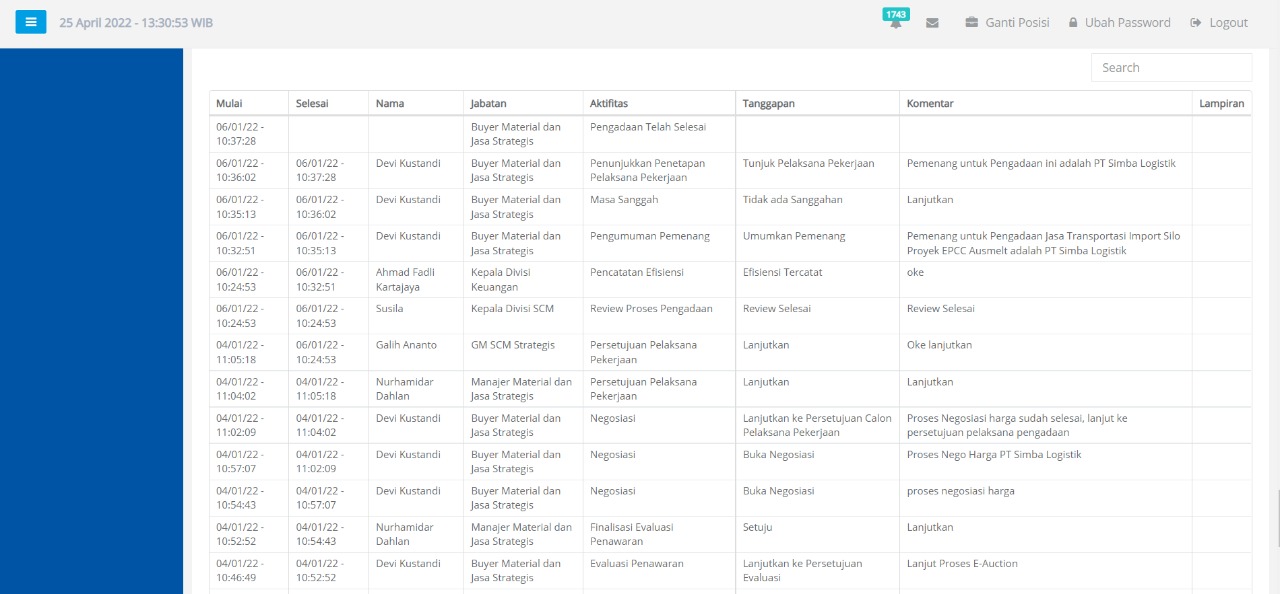 25 April 2022 - 13:30:53 WIB
1743
Ganti Posisi
Ubah Password
Logout
Search
Mulai Selesai Nama Jabatan Aktifitas Tanggapan Komentar Lampiran
06/01/22 - Buyer Material dan Pengadaan Telah Selesai
10:37:28 Jasa Strategis
06/01/22 - 06/01/22 - Devi Kustandi Buyer Material dan Penunjukkan Penetapan Tunjuk Pelaksana Pekerjaan Pemenang untuk Pengadaan ini adalah PT Simba Logistik
10:36:02 10:37:28 Jasa Strategis Pelaksana Pekerjaan
06/01/22 - 06/01/22 - Devi Kustandi Buyer Material dan Masa Sanggah Tidak ada Sanggahan Lanjutkan
10:35:13 10:36:02 Jasa Strategis
06/01/22 - 06/01/22 - Devi Kustandi Buyer Material dan Pengumuman Pemenang Umumkan Pemenang Pemenang untuk Pengadaan Jasa Transportasi Import Silo
10:32:51 10:35:13 Jasa Strategis Proyek EPCC Ausmelt adalah PT Simba Logistik
06/01/22 - 06/01/22 - Ahmad Fadli Kepala Divisi Pencatatan Efisiensi Efisiensi Tercatat oke
10:24:53 10:32:51 Kartajaya Keuangan
06/01/22 - 06/01/22 - Susila Kepala Divisi SCM Review Proses Pengadaan Review Selesai Review Selesai
10:24:53 10:24:53
04/01/22 - 06/01/22 - Galih Ananto GM SCM Strategis Persetujuan Pelaksana Lanjutkan Oke lanjutkan
11:05:18 10:24:53 Pekerjaan
04/01/22 - 04/01/22 - Nurhamidar Manajer Material dan Persetujuan Pelaksana Lanjutkan Lanjutkan
11:04:02 11:05:18 Dahlan Jasa Strategis Pekerjaan
04/01/22 - 04/01/22 - Devi Kustandi Buyer Material dan Negosiasi Lanjutkan ke Persetujuan Calon Proses Negosiasi harga sudah selesai, lanjut ke
11:02:09 11:04:02 Jasa Strategis Pelaksana Pekerjaan persetujuan pelaksana pengadaan
04/01/22 - 04/01/22 - Devi Kustandi Buyer Material dan Negosiasi Buka Negosiasi Proses Nego Harga PT Simba Logistik
10:57:07 11:02:09 Jasa Strategis
04/01/22 - 04/01/22 - Devi Kustandi Buyer Material dan Negosiasi Buka Negosiasi proses negosiasi harga
10:54:43 10:57:07 Jasa Strategis
04/01/22 - 04/01/22 - Nurhamidar Manajer Material dan Finalisasi Evaluasi Setuju Lanjutkan
10:52:52 10:54:43 Dahlan Jasa Strategis Penawaran
04/01/22 - 04/01/22 - Devi Kustandi Buyer Material dan Evaluasi Penawaran Lanjutkan ke Persetujuan Lanjut Proses E-Auction
10:46:49 10:52:52 Jasa Strategis Evaluasi